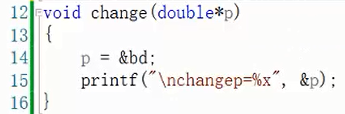 12 void change(double*p)
13 {
14     p = &bd;
15     printf("\nchangep=%x", &p);
16 }